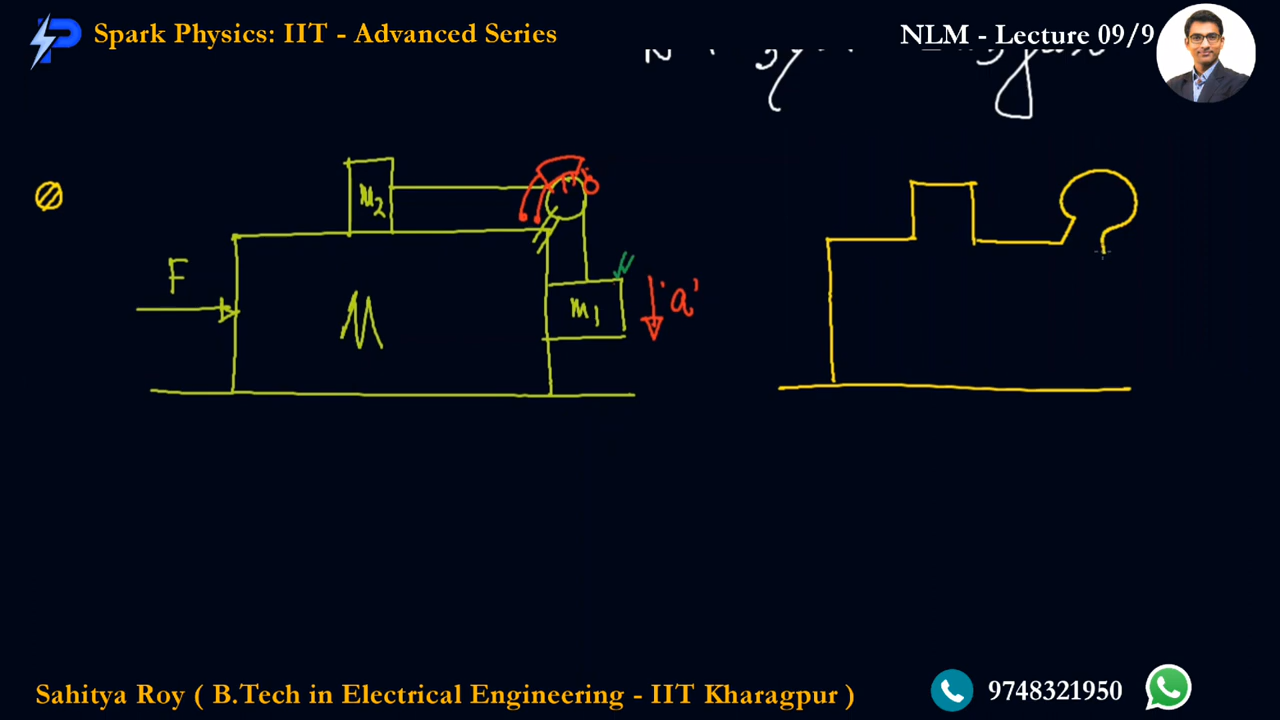 Spark Physics: IIT - Advanced Series
NLM - Lecture 09/9
M2
F
M
m1
'a'
Sahitya Roy ( B.Tech in Electrical Engineering - IIT Kharagpur )
9748321950